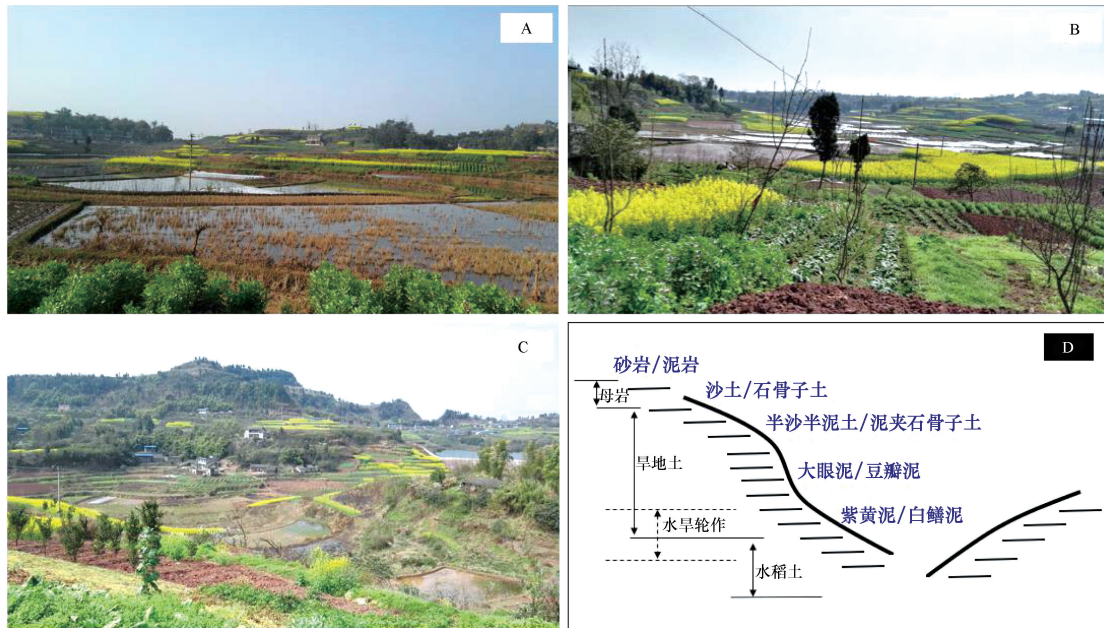 A
B
C
D
砂岩/泥岩
母岩
沙土/石骨子土
半沙半泥土/泥夹石骨子土
旱地土
大眼泥/豆瓣泥
紫黄泥/白鳝泥
水旱轮作
水稻土